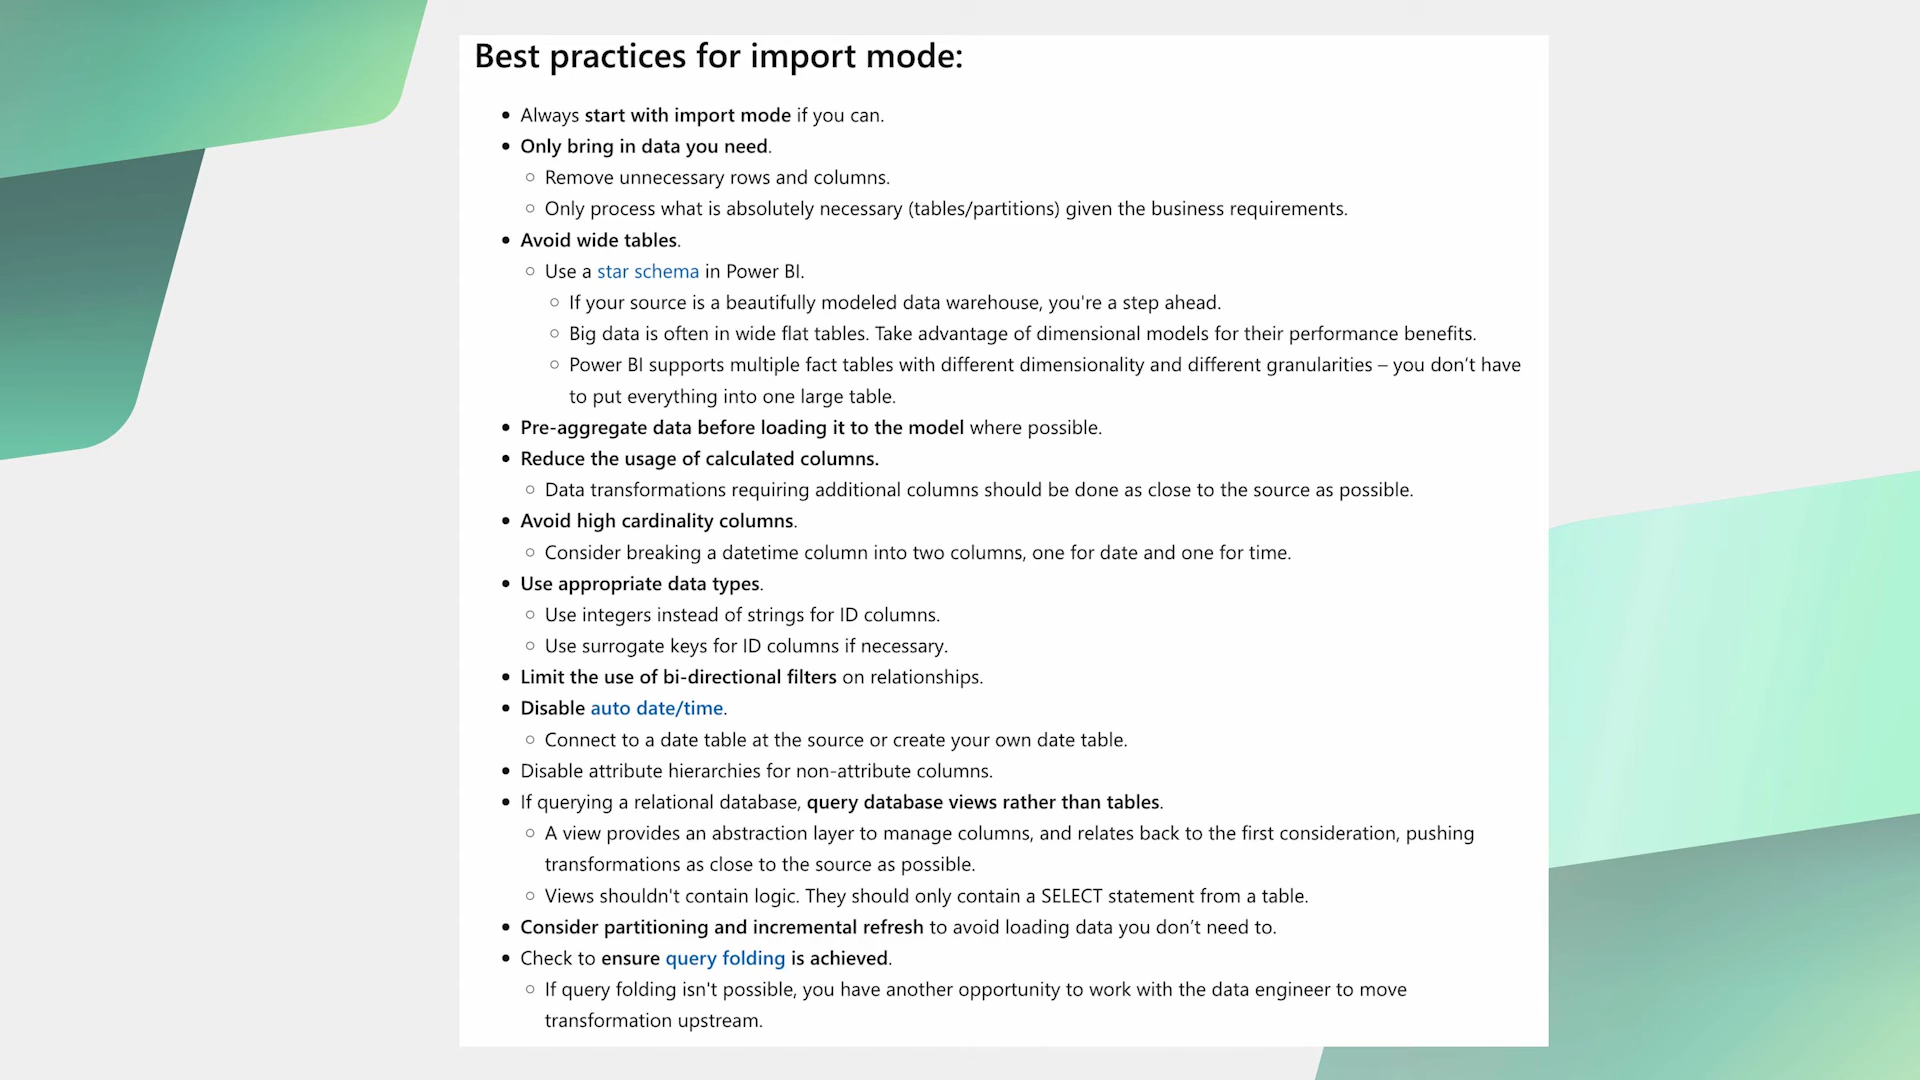 Best practices for import mode:
• Always start with import mode if you can.
• Only bring in data you need.
○ Remove unnecessary rows and columns.
○ Only process what is absolutely necessary (tables/partitions) given the business requirements.
• Avoid wide tables.
○ Use a star schema in Power BI.
○ If your source is a beautifully modeled data warehouse, you're a step ahead.
○ Big data is often in wide flat tables. Take advantage of dimensional models for their performance benefits.
○ Power BI supports multiple fact tables with different dimensionality and different granularities – you don’t have
to put everything into one large table.
• Pre-aggregate data before loading it to the model where possible.
• Reduce the usage of calculated columns.
○ Data transformations requiring additional columns should be done as close to the source as possible.
• Avoid high cardinality columns.
○ Consider breaking a datetime column into two columns, one for date and one for time.
• Use appropriate data types.
○ Use integers instead of strings for ID columns.
○ Use surrogate keys for ID columns if necessary.
• Limit the use of bi-directional filters on relationships.
• Disable auto date/time.
○ Connect to a date table at the source or create your own date table.
• Disable attribute hierarchies for non-attribute columns.
• If querying a relational database, query database views rather than tables.
○ A view provides an abstraction layer to manage columns, and relates back to the first consideration, pushing
transformations as close to the source as possible.
○ Views shouldn't contain logic. They should only contain a SELECT statement from a table.
• Consider partitioning and incremental refresh to avoid loading data you don’t need to.
• Check to ensure query folding is achieved.
○ If query folding isn't possible, you have another opportunity to work with the data engineer to move
transformation upstream.